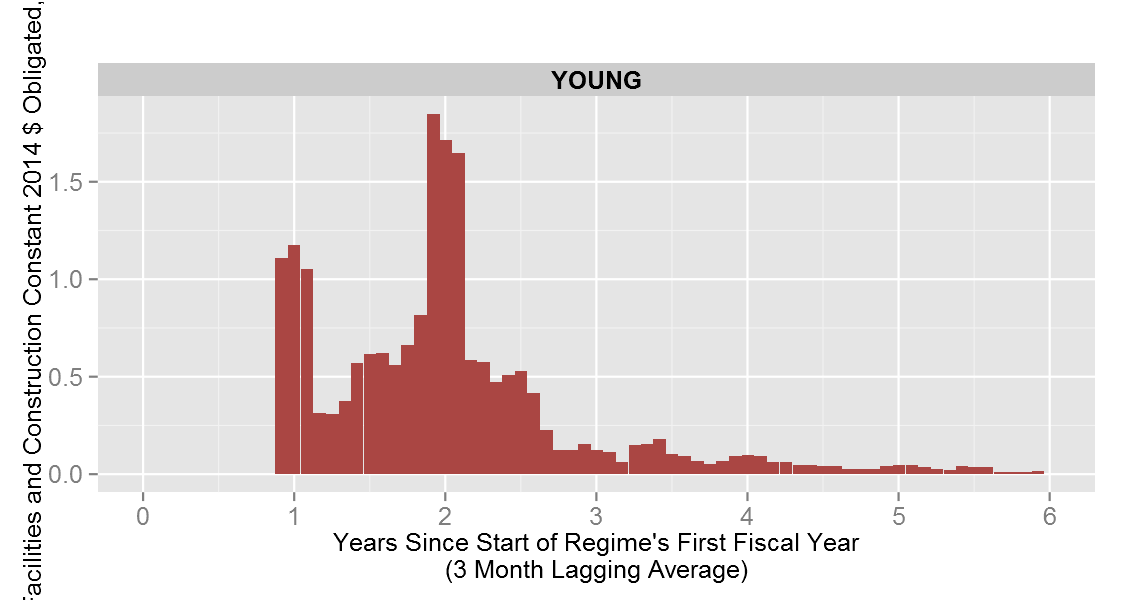 YOUNG
Facilities and Construction Constant 2014 $ Obligated,
1.5
1.0
0.5
0.0
0 1 2 3 4 5 6
Years Since Start of Regime's First Fiscal Year
(3 Month Lagging Average)